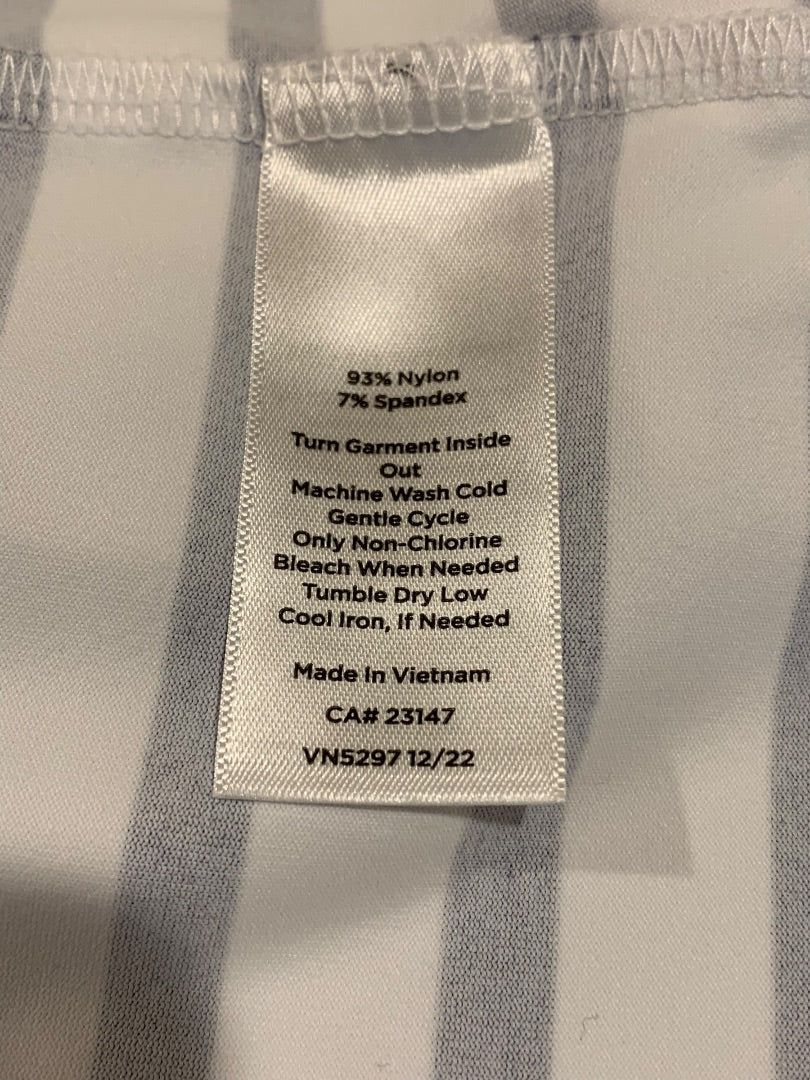 93% Nylon
7% Spandex
Turn Garment Inside
Out
Machine Wash Cold
Gentle Cycle
Only Non-Chlorine
Bleach When Needed
Tumble Dry Low
Cool Iron, If Needed
Made In Vietnam
CA# 23147
VN5297 12/22